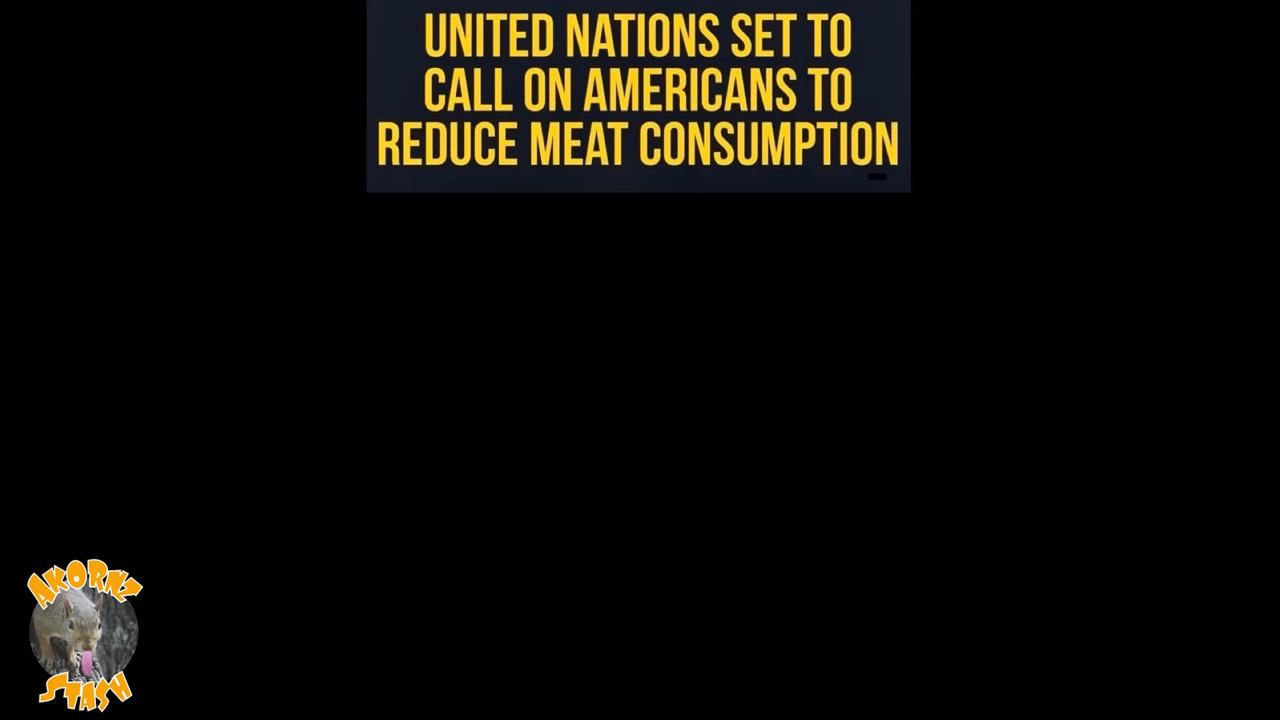 UNITED NATIONS SET TO
CALL ON AMERICANS TO
REDUCE MEAT CONSUMPTION
AKORNZ
STASH